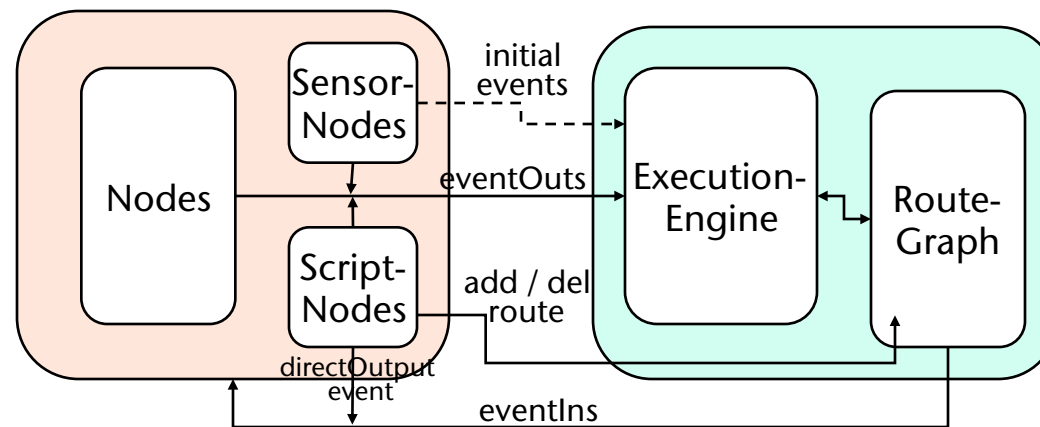 Sensor-
Nodes
initial
events
Nodes
eventOuts
Execution-
Engine
Route-
Graph
Script-
Nodes
add / del
route
directOutput
event
eventIns